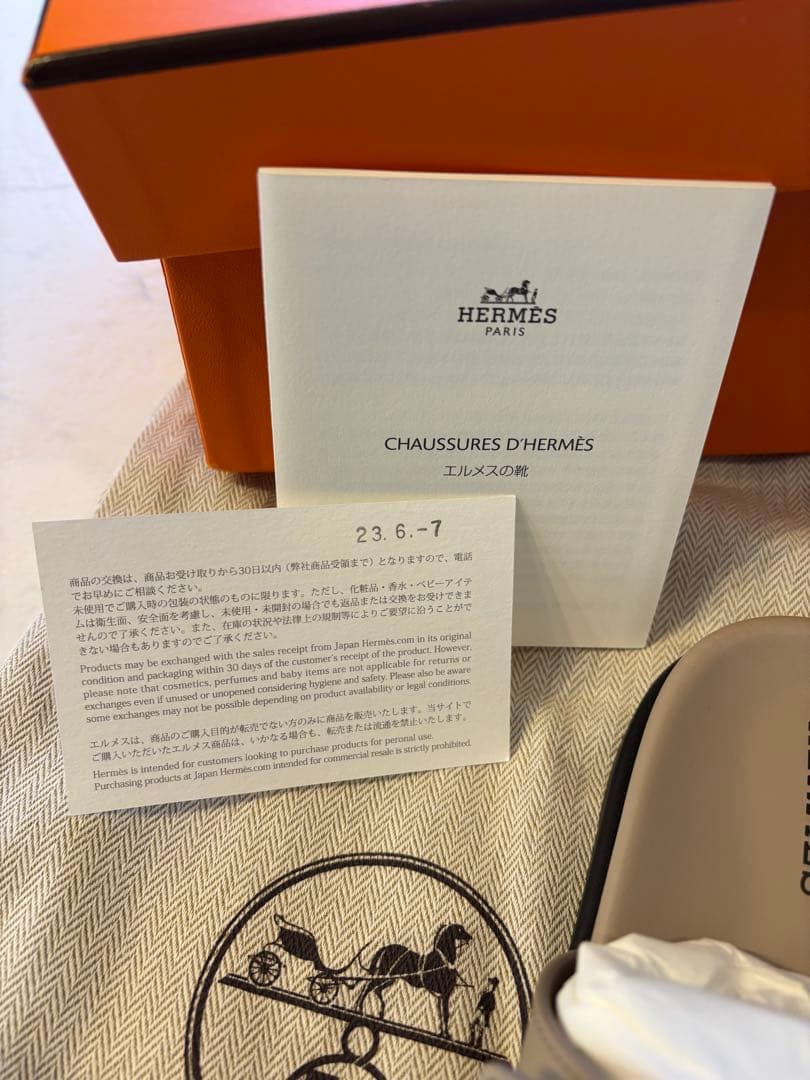 HERMÈS
PARIS
CHAUSSURES D'HERMÈS
エルメスの靴
23. 6.-7
商品の交換は、商品お受け取りから30日以内（弊社商品受領まで）となりますので、電話
でお早めにご相談ください。
未使用でご購入時の包装の状態のものに限ります。ただし、化粧品・香水・ベビーアイテ
ムは衛生面、安全面を考慮し、未使用・未開封の場合でも返品または交換をお受けできま
せんので了承ください。また、在庫の状況や法律上の規制等によりご要望に沿うことがで
きない場合もありますのでご了承ください。
Products may be exchanged with the sales receipt from Japan Hermès.com in its original
condition and packaging within 30 days of the customer's receipt of the product. However,
please note that cosmetics, perfumes and baby items are not applicable for returns or
exchanges even if unused or unopened considering hygiene and safety. Please also be aware
some exchanges may not be possible depending on product availability or legal conditions.
エルメスは、商品のご購入目的が転売でない方のみに商品を販売いたします。当サイトで
ご購入いただいたエルメス商品は、いかなる場合も、転売または流通を禁止いたします。
Hermès is intended for customers looking to purchase products for peronal use.
Purchasing products at Japan Hermès.com intended for commercial resale is strictly prohibited.